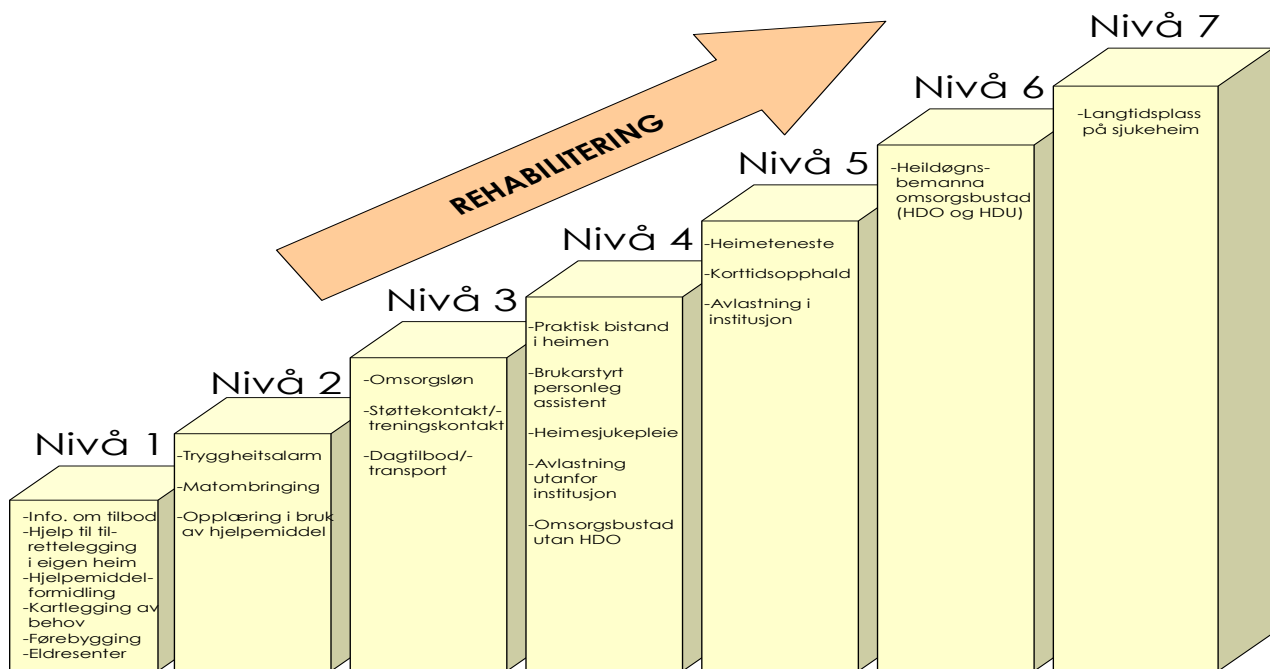 Nivå 1
-Info. om tilbod
-Hjelp til til-
rettelegging
i eigen heim
-Hjelpemiddel-
formidling
-Kartlegging av
behov
-Førebygging
-Eldresenter
Nivå 2
-Tryggheitsalarm
-Matombringing
-Opplæring i bruk
av hjelpemiddel
Nivå 3
-Omsorgsløn
-Støttekontakt/-
treningskontakt
-Dagtilbod/-
transport
Nivå 4
-Praktisk bistand
i heimen
-Brukarstyrt
personleg
assistent
-Heimesjukepleie
-Avlastning
utanfor
institusjon
-Omsorgsbustad
utan HDO
Nivå 5
-Heimeteneste
-Korttidsopphald
-Avlastning i
institusjon
Nivå 6
-Heildøgns-
bemanna
omsorgsbustad
(HDO og HDU)
Nivå 7
-Langtidsplass
på sjukeheim
REHABILITERING